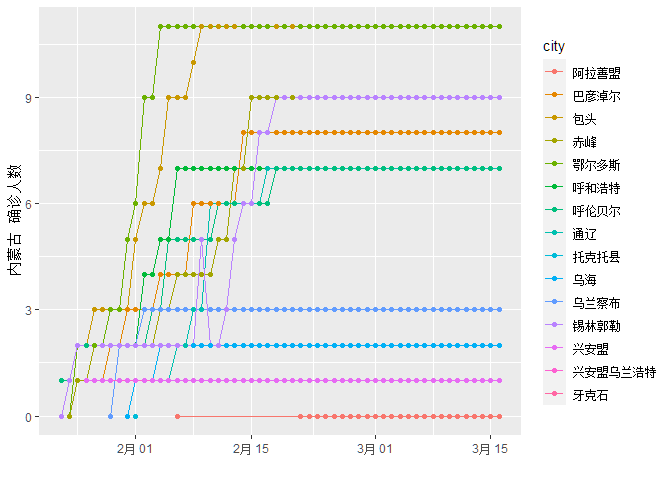 city
阿拉善盟
巴彦淖尔
包头
赤峰
鄂尔多斯
呼和浩特
呼伦贝尔
通辽
托克托县
乌海
乌兰察布
锡林郭勒
兴安盟
兴安盟乌兰浩特
牙克石
内蒙古 确诊人数
9
6
3
0
2月 01
2月 15
3月 01
3月 15